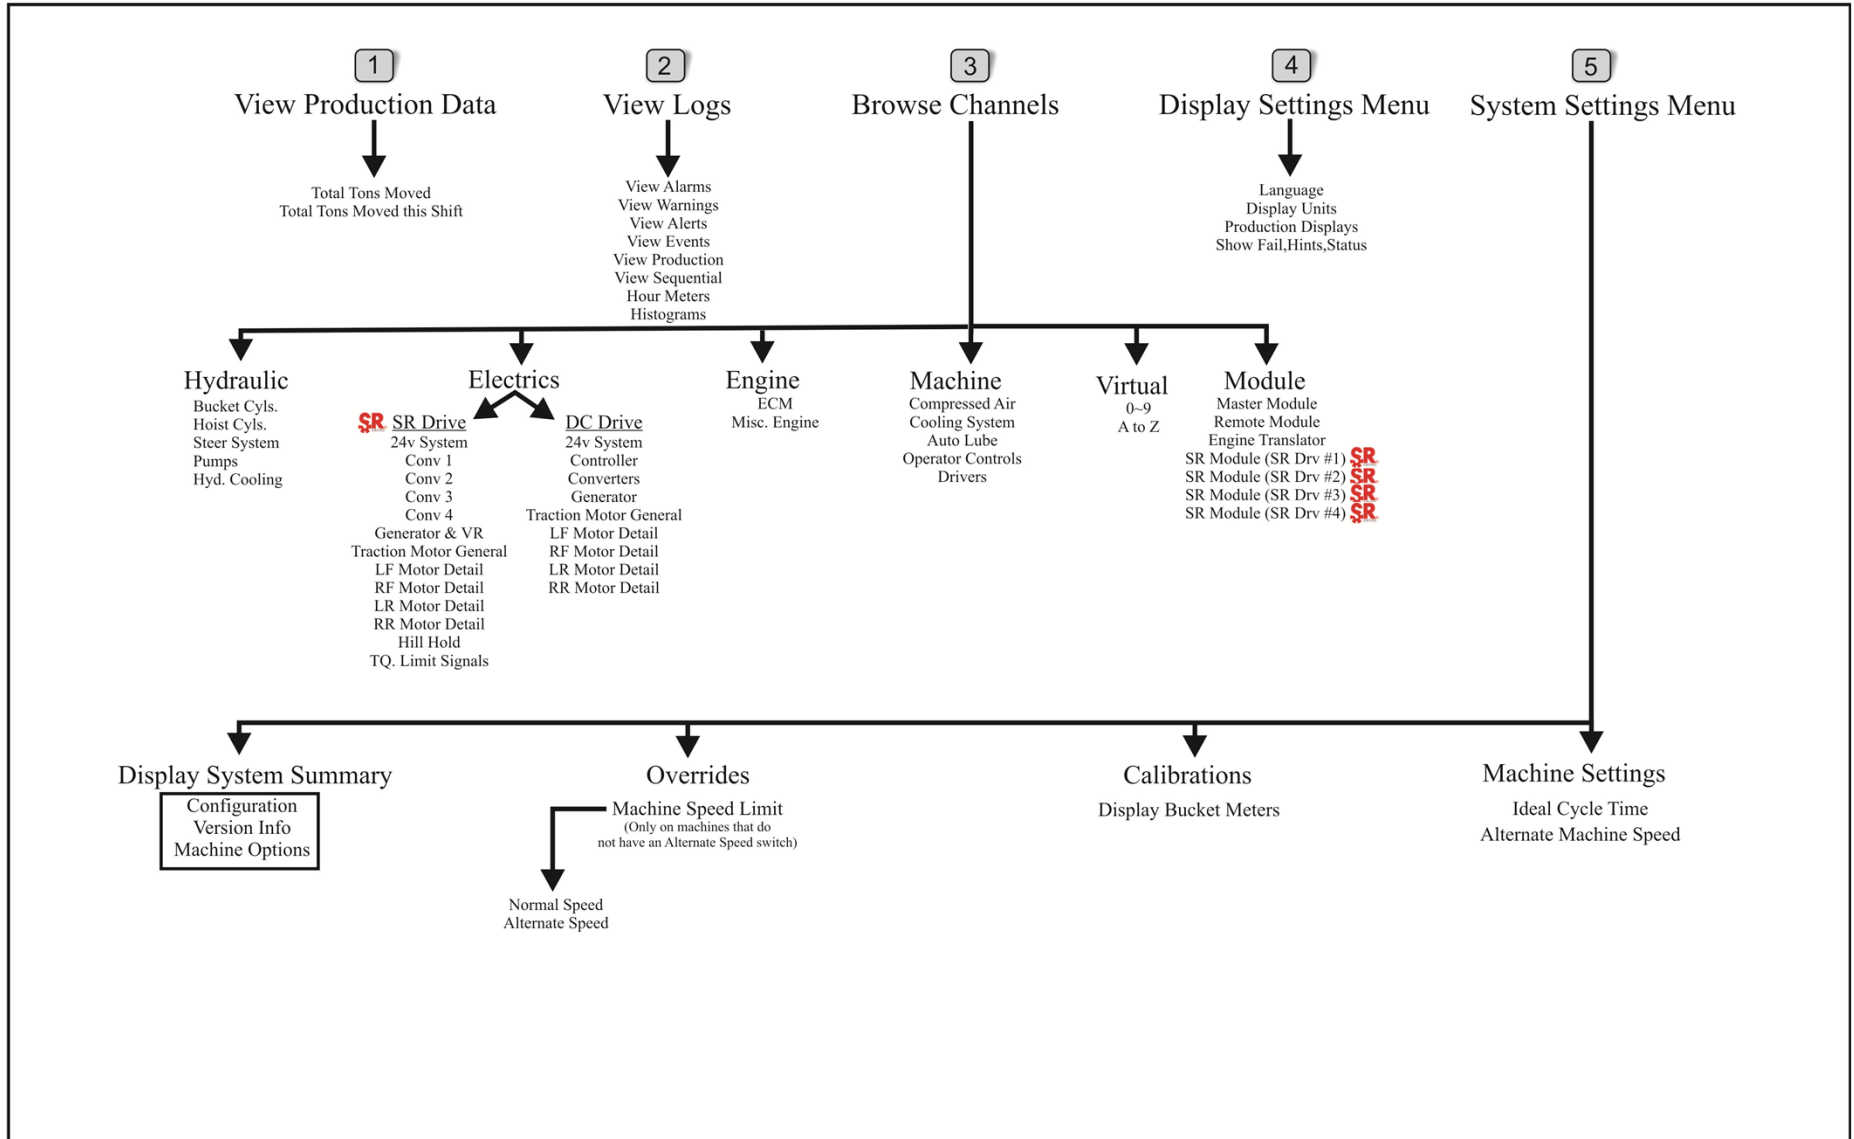 1
View Production Data
Total Tons Moved
Total Tons Moved this Shift
2
View Logs
View Alarms
View Warnings
View Alerts
View Events
View Production
View Sequential
Hour Meters
Histograms
3
Browse Channels
4
Display Settings Menu
Language
Display Units
Production Displays
Show Fail,Hints,Status
5
System Settings Menu
Hydraulic
Bucket Cyls.
Hoist Cyls.
Steer System
Pumps
Hyd. Cooling
Electrics
SR SR Drive
24v System
Conv 1
Conv 2
Conv 3
Conv 4
Generator & VR
Traction Motor General
LF Motor Detail
RF Motor Detail
LR Motor Detail
RR Motor Detail
Hill Hold
TQ. Limit Signals
DC Drive
24v System
Controller
Converters
Generator
Traction Motor General
LF Motor Detail
RF Motor Detail
LR Motor Detail
RR Motor Detail
Engine
ECM
Misc. Engine
Machine
Compressed Air
Cooling System
Auto Lube
Operator Controls
Drivers
Virtual
0~9
A to Z
Module
Master Module
Remote Module
Engine Translator
SR Module (SR Drv #1) SR
SR Module (SR Drv #2) SR
SR Module (SR Drv #3) SR
SR Module (SR Drv #4) SR
Display System Summary
Configuration
Version Info
Machine Options
Overrides
Machine Speed Limit
(Only on machines that do
not have an Alternate Speed switch)
Normal Speed
Alternate Speed
Calibrations
Display Bucket Meters
Machine Settings
Ideal Cycle Time
Alternate Machine Speed